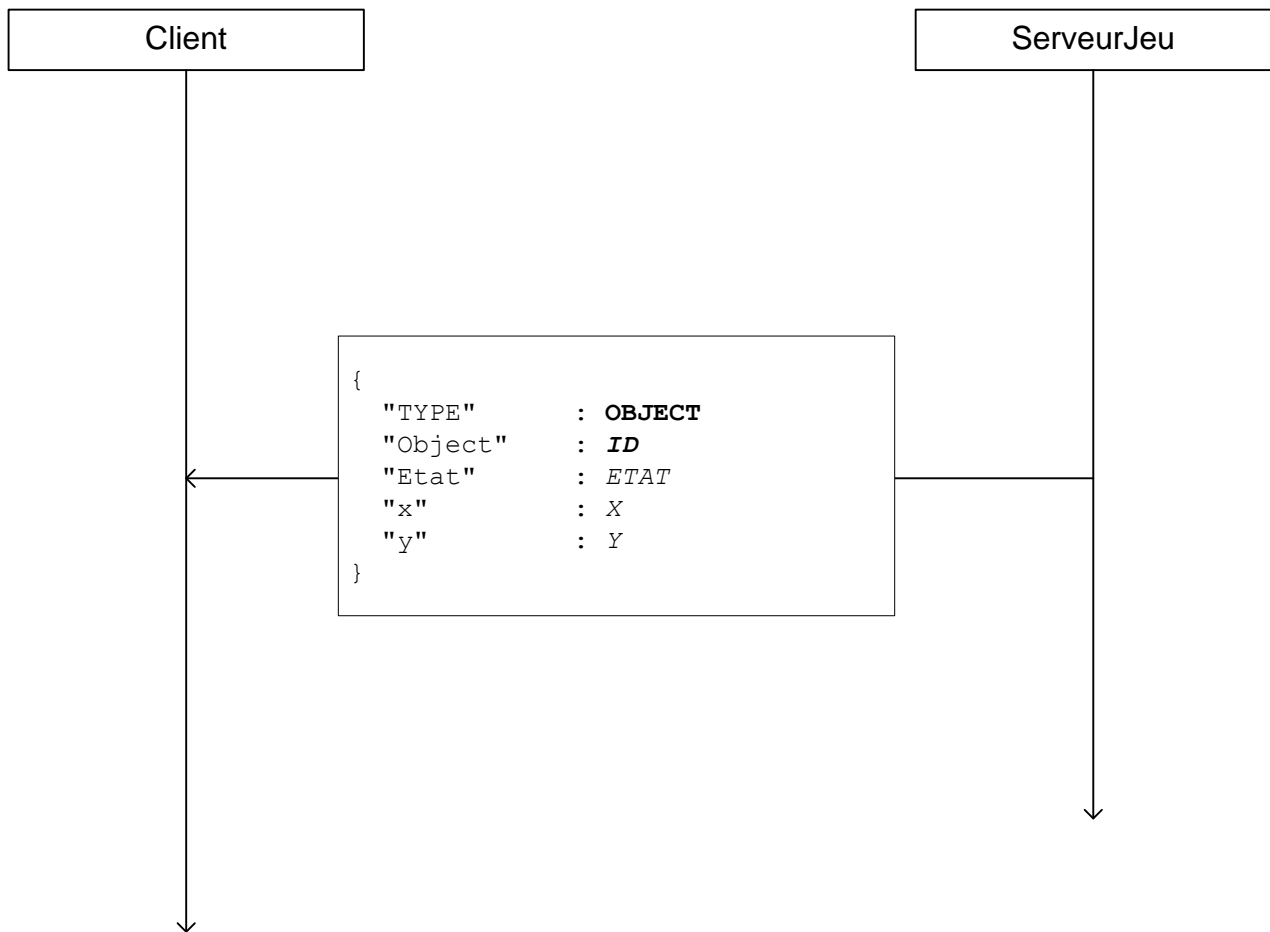 Client
ServeurJeu
{
"TYPE" : OBJECT
"Object" : ID
"Etat" : ETAT
"x" : X
"y" : Y
}